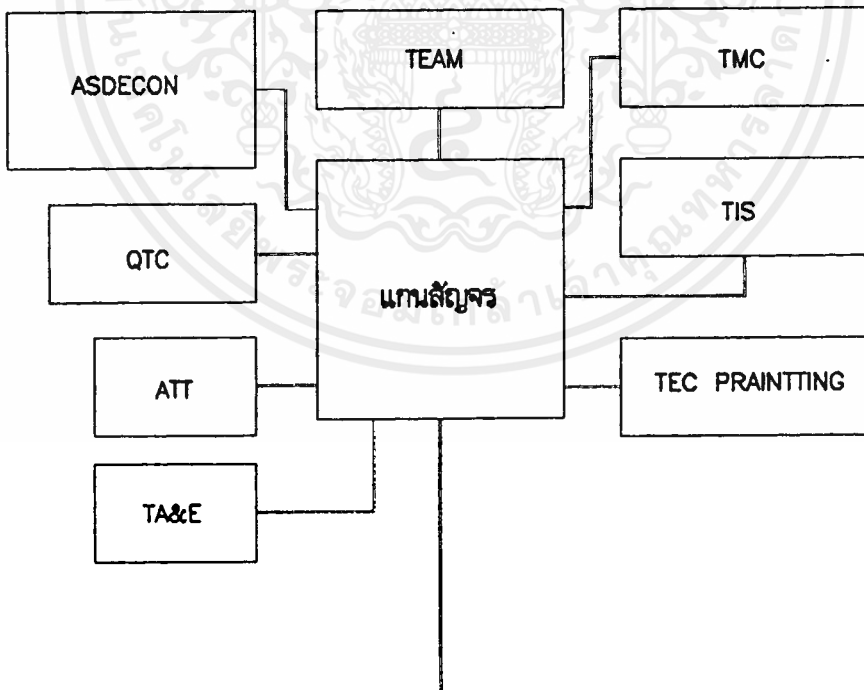 TEAM
TMC
ASDECON
TIS
QTC
แกนสัญจร
ATT
TEC PRAINTTING
TA&E